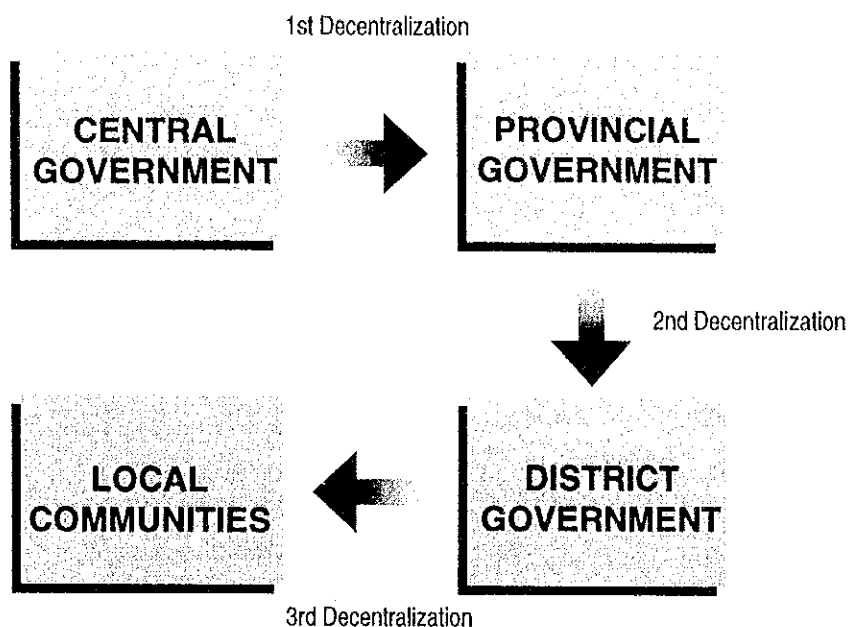 1st Decentralization
CENTRAL
GOVERNMENT
PROVINCIAL
GOVERNMENT
2nd Decentralization
DISTRICT
GOVERNMENT
LOCAL
COMMUNITIES
3rd Decentralization